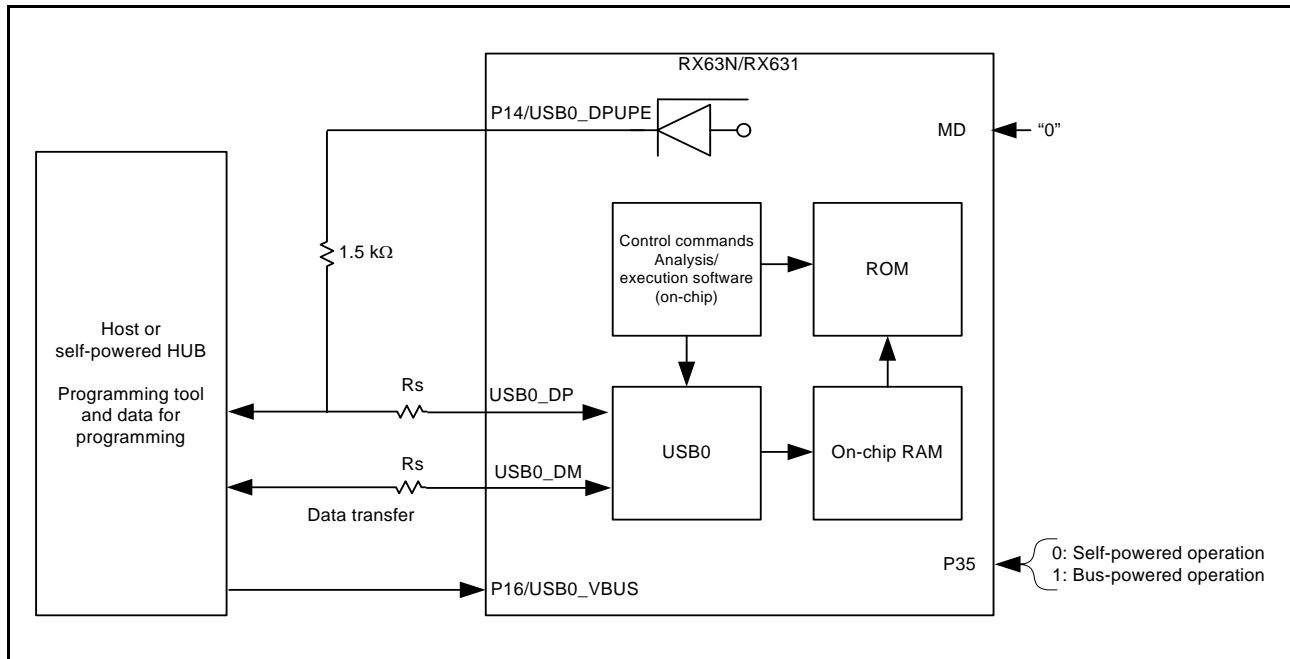 RX63N/RX631
P14/USB0_DPUPE
MD
“0”
1.5 kΩ
Control commands
Analysis/
execution software
(on-chip)
ROM
Host or
self-powered HUB
Programming tool
and data for
programming
Rs
USB0_DP
USB0
On-chip RAM
Rs
USB0_DM
Data transfer
P35
0: Self-powered operation
1: Bus-powered operation
P16/USB0_VBUS